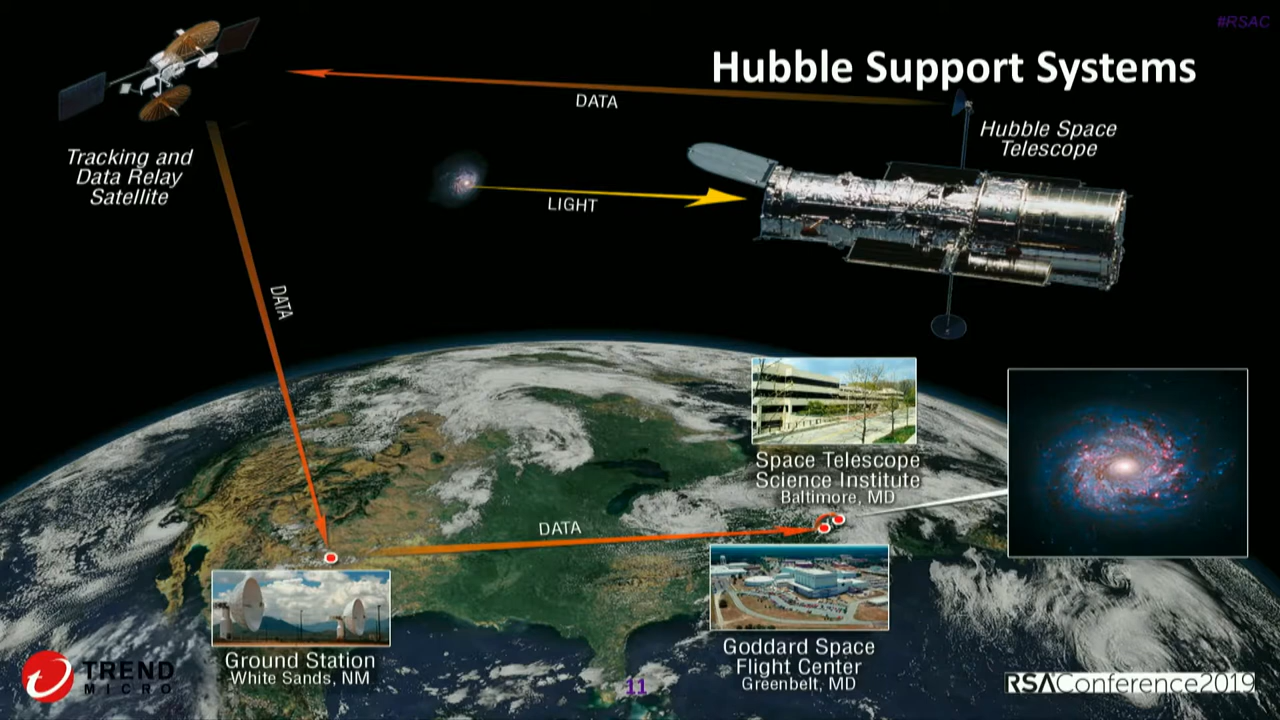 #RSAC
Hubble Support Systems
DATA
Hubble Space
Telescope
Tracking and
Data Relay
Satellite
LIGHT
DATA
Space Telescope
Science Institute
Baltimore, MD
DATA
Ground Station
White Sands, NM
Goddard Space
Flight Center
Greenbelt, MD
TREND
MICRO
11
RSAConference2019